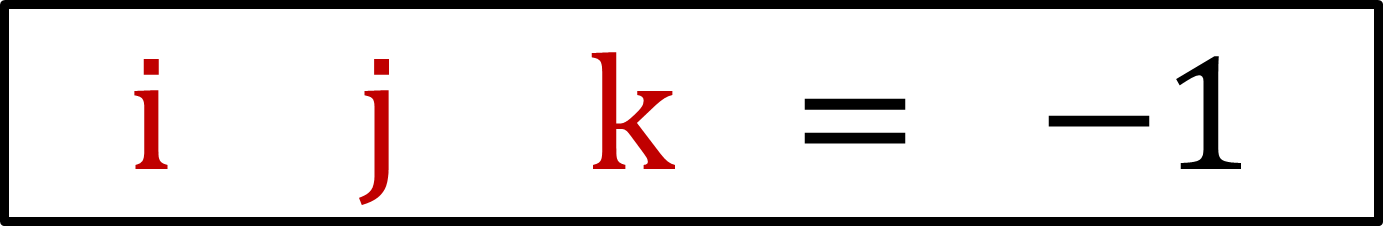 i j k = −1